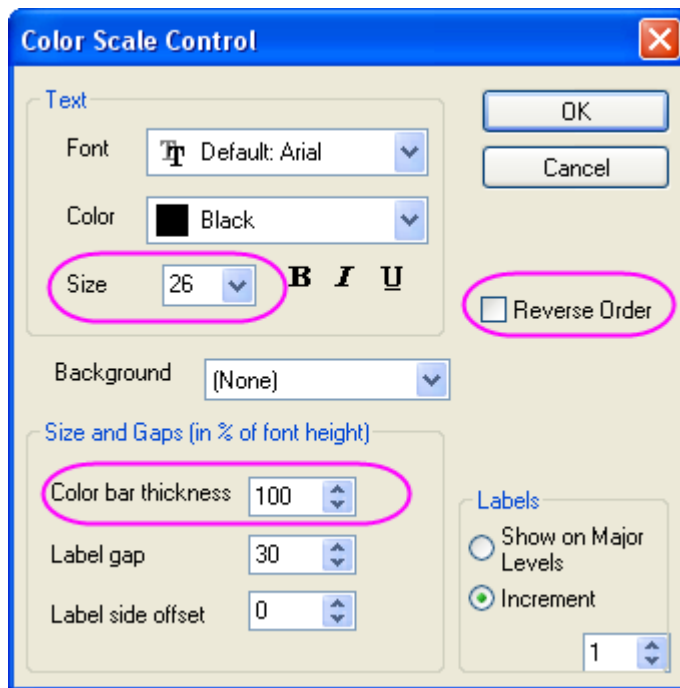 Color Scale Control
Text
Font Default: Arial
Color Black
Size 26 B I U
OK
Cancel
Reverse Order
Background (None)
Size and Gaps (in % of font height)
Color bar thickness 100
Label gap 30
Label side offset 0
Labels
Show on Major
Levels
Increment
1